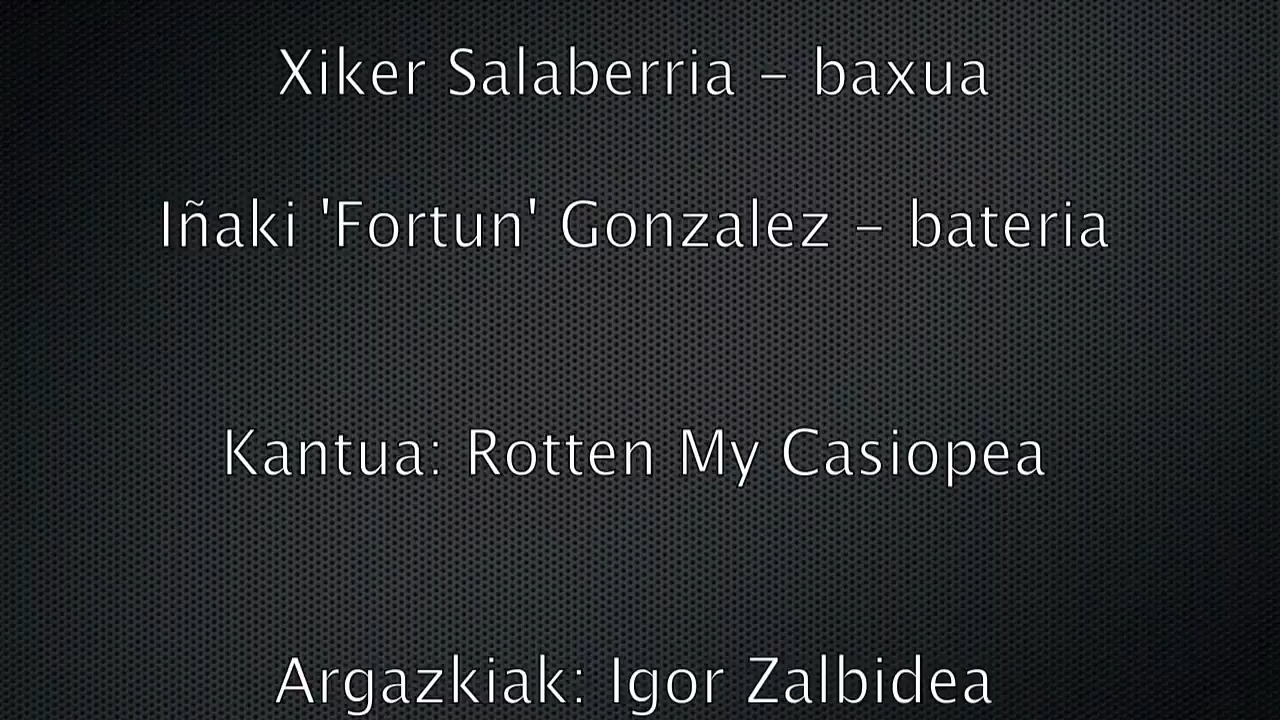 Xiker Salaberria - baxua
Iñaki 'Fortun' Gonzalez - bateria
Kantua: Rotten My Casiopea
Argazkiak: Igor Zalbidea